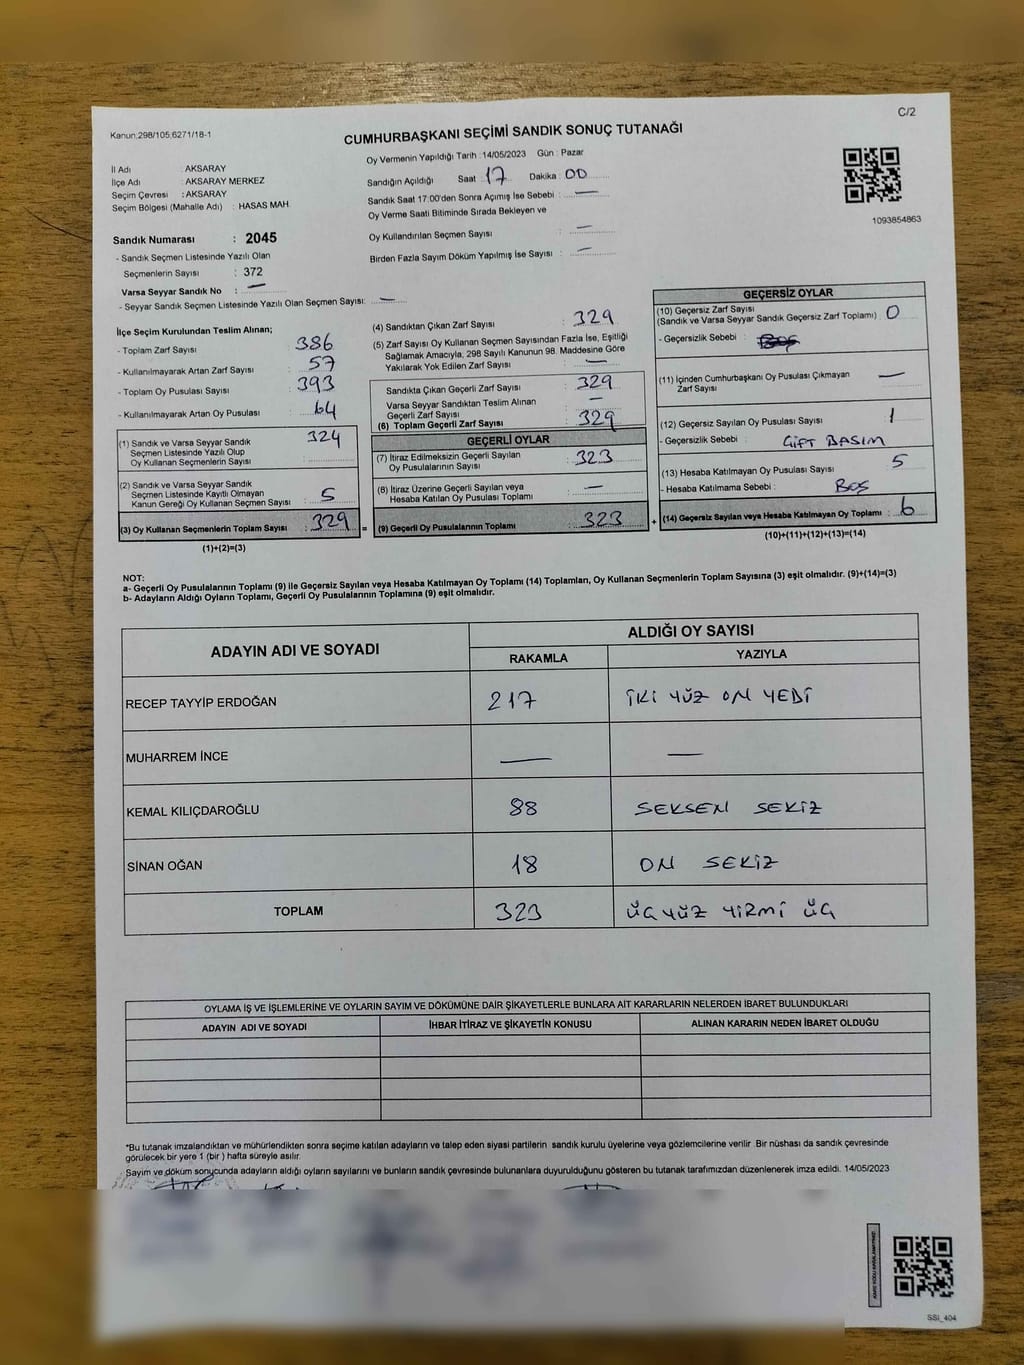 C/2
Kanun:298/105;6271/18-1
CUMHURBAŞKANI SEÇİMİ SANDIK SONUÇ TUTANAĞI
Oy Vermenin Yapıldığı Tarih :14/05/2023 Gün : Pazar
İl Adı : AKSARAY
İlçe Adı : AKSARAY MERKEZ
Seçim Çevresi : AKSARAY
Seçim Bölgesi (Mahalle Adı) : HASAS MAH.
Sandığın Açıldığı Saat 17 Dakika 00
Sandık Saat 17:00'den Sonra Açımış İse Sebebi : —
Oy Verme Saati Bitiminde Sırada Bekleyen ve
Oy Kullandırılan Seçmen Sayısı : —
Birden Fazla Sayım Döküm Yapılmış İse Sayısı : —
1093854863
Sandık Numarası : 2045
- Sandık Seçmen Listesinde Yazılı Olan
Seçmenlerin Sayısı : 372
Varsa Seyyar Sandık No : —
- Seyyar Sandık Seçmen Listesinde Yazılı Olan Seçmen Sayısı: —
İlçe Seçim Kurulundan Teslim Alınan;
- Toplam Zarf Sayısı : 386
- Kullanılmayarak Artan Zarf Sayısı : 57
- Toplam Oy Pusulası Sayısı : 393
- Kullanılmayarak Artan Oy Pusulası : 64
(1) Sandık ve Varsa Seyyar Sandık
Seçmen Listesinde Yazılı Olup
Oy Kullanan Seçmenlerin Sayısı : 324
(2) Sandık ve Varsa Seyyar Sandık
Seçmen Listesinde Kayıtlı Olmayan
Kanun Gereği Oy Kullanan Seçmen Sayısı : 5
(3) Oy Kullanan Seçmenlerin Toplam Sayısı : 329 =
(1)+(2)=(3)
(4) Sandıktan Çıkan Zarf Sayısı : 329
(5) Zarf Sayısı Oy Kullanan Seçmen Sayısından Fazla İse, Eşitliği
Sağlamak Amacıyla, 298 Sayılı Kanunun 98. Maddesine Göre
Yakılarak Yok Edilen Zarf Sayısı : —
Sandıkta Çıkan Geçerli Zarf Sayısı : 329
Varsa Seyyar Sandıktan Teslim Alınan
Geçerli Zarf Sayısı : —
(6) Toplam Geçerli Zarf Sayısı : 329
GEÇERLİ OYLAR
(7) İtiraz Edilmeksizin Geçerli Sayılan
Oy Pusulalarının Sayısı : 323
(8) İtiraz Üzerine Geçerli Sayılan veya
Hesaba Katılan Oy Pusulası Toplamı : —
(9) Geçerli Oy Pusulalarının Toplamı : 323 +
GEÇERSİZ OYLAR
(10) Geçersiz Zarf Sayısı
(Sandık ve Varsa Seyyar Sandık Geçersiz Zarf Toplamı) : 0
- Geçersizlik Sebebi :
(11) İçinden Cumhurbaşkanı Oy Pusulası Çıkmayan
Zarf Sayısı : —
(12) Geçersiz Sayılan Oy Pusulası Sayısı : 1
- Geçersizlik Sebebi : ÇİFT BASIM
(13) Hesaba Katılmayan Oy Pusulası Sayısı : 5
- Hesaba Katılmama Sebebi : BOŞ
(14) Geçersiz Sayılan veya Hesaba Katılmayan Oy Toplamı : 6
(10)+(11)+(12)+(13)=(14)
NOT:
a- Geçerli Oy Pusulalarının Toplamı (9) ile Geçersiz Sayılan veya Hesaba Katılmayan Oy Toplamı (14) Toplamları, Oy Kullanan Seçmenlerin Toplam Sayısına (3) eşit olmalıdır. (9)+(14)=(3)
b- Adayların Aldığı Oyların Toplamı, Geçerli Oy Pusulalarının Toplamına (9) eşit olmalıdır.
ADAYIN ADI VE SOYADI
ALDIĞI OY SAYISI
RAKAMLA YAZIYLA
RECEP TAYYİP ERDOĞAN 217 İKİ YÜZ ON YEDİ
MUHARREM İNCE — —
KEMAL KILIÇDAROĞLU 88 SEKSEN SEKİZ
SİNAN OĞAN 18 ON SEKİZ
TOPLAM 323 ÜÇ YÜZ YİRMİ ÜÇ
OYLAMA İŞ VE İŞLEMLERİNE VE OYLARIN SAYIM VE DÖKÜMÜNE DAİR ŞİKAYETLERLE BUNLARA AİT KARARLARIN NELERDEN İBARET BULUNDUKLARI
ADAYIN ADI VE SOYADI İHBAR İTİRAZ VE ŞİKAYETİN KONUSU ALINAN KARARIN NEDEN İBARET OLDUĞU
*Bu tutanak imzalandıktan ve mühürlendikten sonra seçime katılan adayların ve talep eden siyasi partilerin sandık kurulu üyelerine veya gözlemcilerine verilir. Bir nüshası da sandık çevresinde
görülecek bir yere 1 (bir ) hafta süreyle asılır.
Sayım ve döküm sonucunda adayların aldığı oyların sayılarını ve bunların sandık çevresinde bulunanlara duyurulduğunu gösteren bu tutanak tarafımızdan düzenlenerek imza edildi. 14/05/2023
SSİ_404